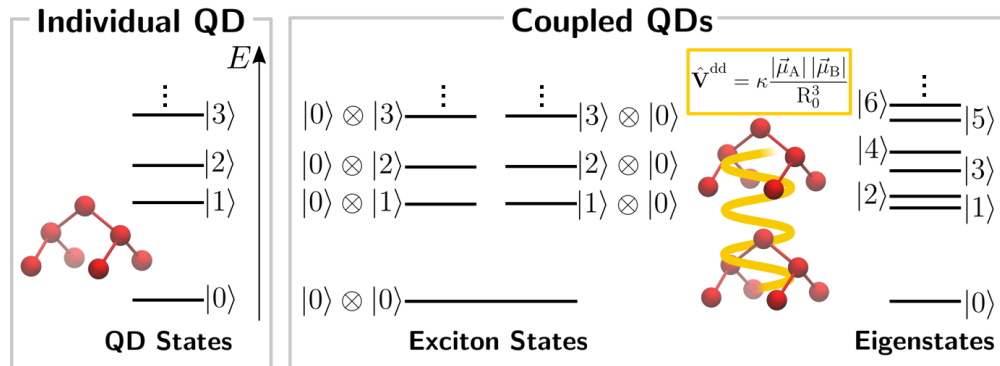 Individual QD
E
⋮
|3⟩
|2⟩
|1⟩
|0⟩
QD States
Coupled QDs
⋮ ⋮
|0⟩ ⊗ |3⟩ |3⟩ ⊗ |0⟩
|0⟩ ⊗ |2⟩ |2⟩ ⊗ |0⟩
|0⟩ ⊗ |1⟩ |1⟩ ⊗ |0⟩
|0⟩ ⊗ |0⟩
Exciton States
V̂^dd = κ |μ⃗_A| |μ⃗_B| / R_0^3
⋮
|6⟩
|5⟩
|4⟩
|3⟩
|2⟩
|1⟩
|0⟩
Eigenstates